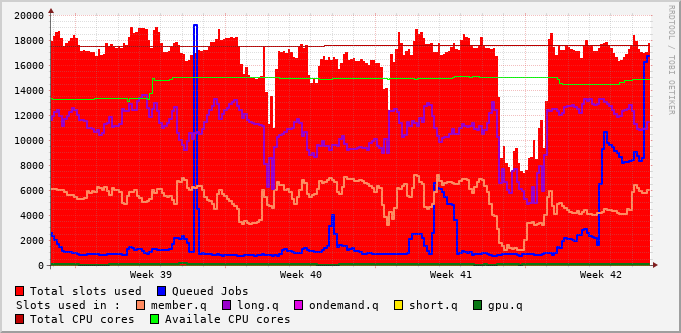 20000
18000
16000
14000
12000
10000
8000
6000
4000
2000
0
Week 39 Week 40 Week 41 Week 42
RRDTOOL / TOBI OETIKER
Total slots used Queued Jobs
Slots used in : member.q long.q ondemand.q short.q gpu.q
Total CPU cores Availale CPU cores